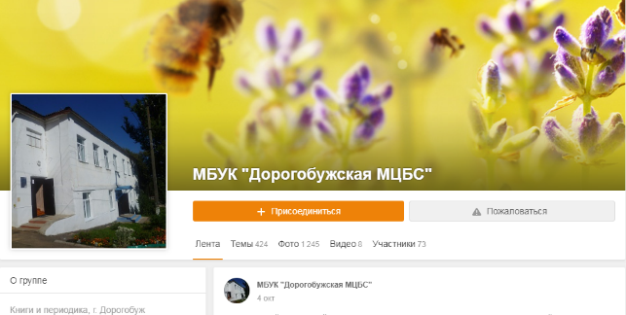 МБУК "Дорогобужская МЦБС"
+ Присоединиться
Пожаловаться
Лента Темы 424 Фото 1 245 Видео 8 Участники 73
О группе
Книги и периодика, г. Дорогобуж
МБУК "Дорогобужская МЦБС"
4 окт